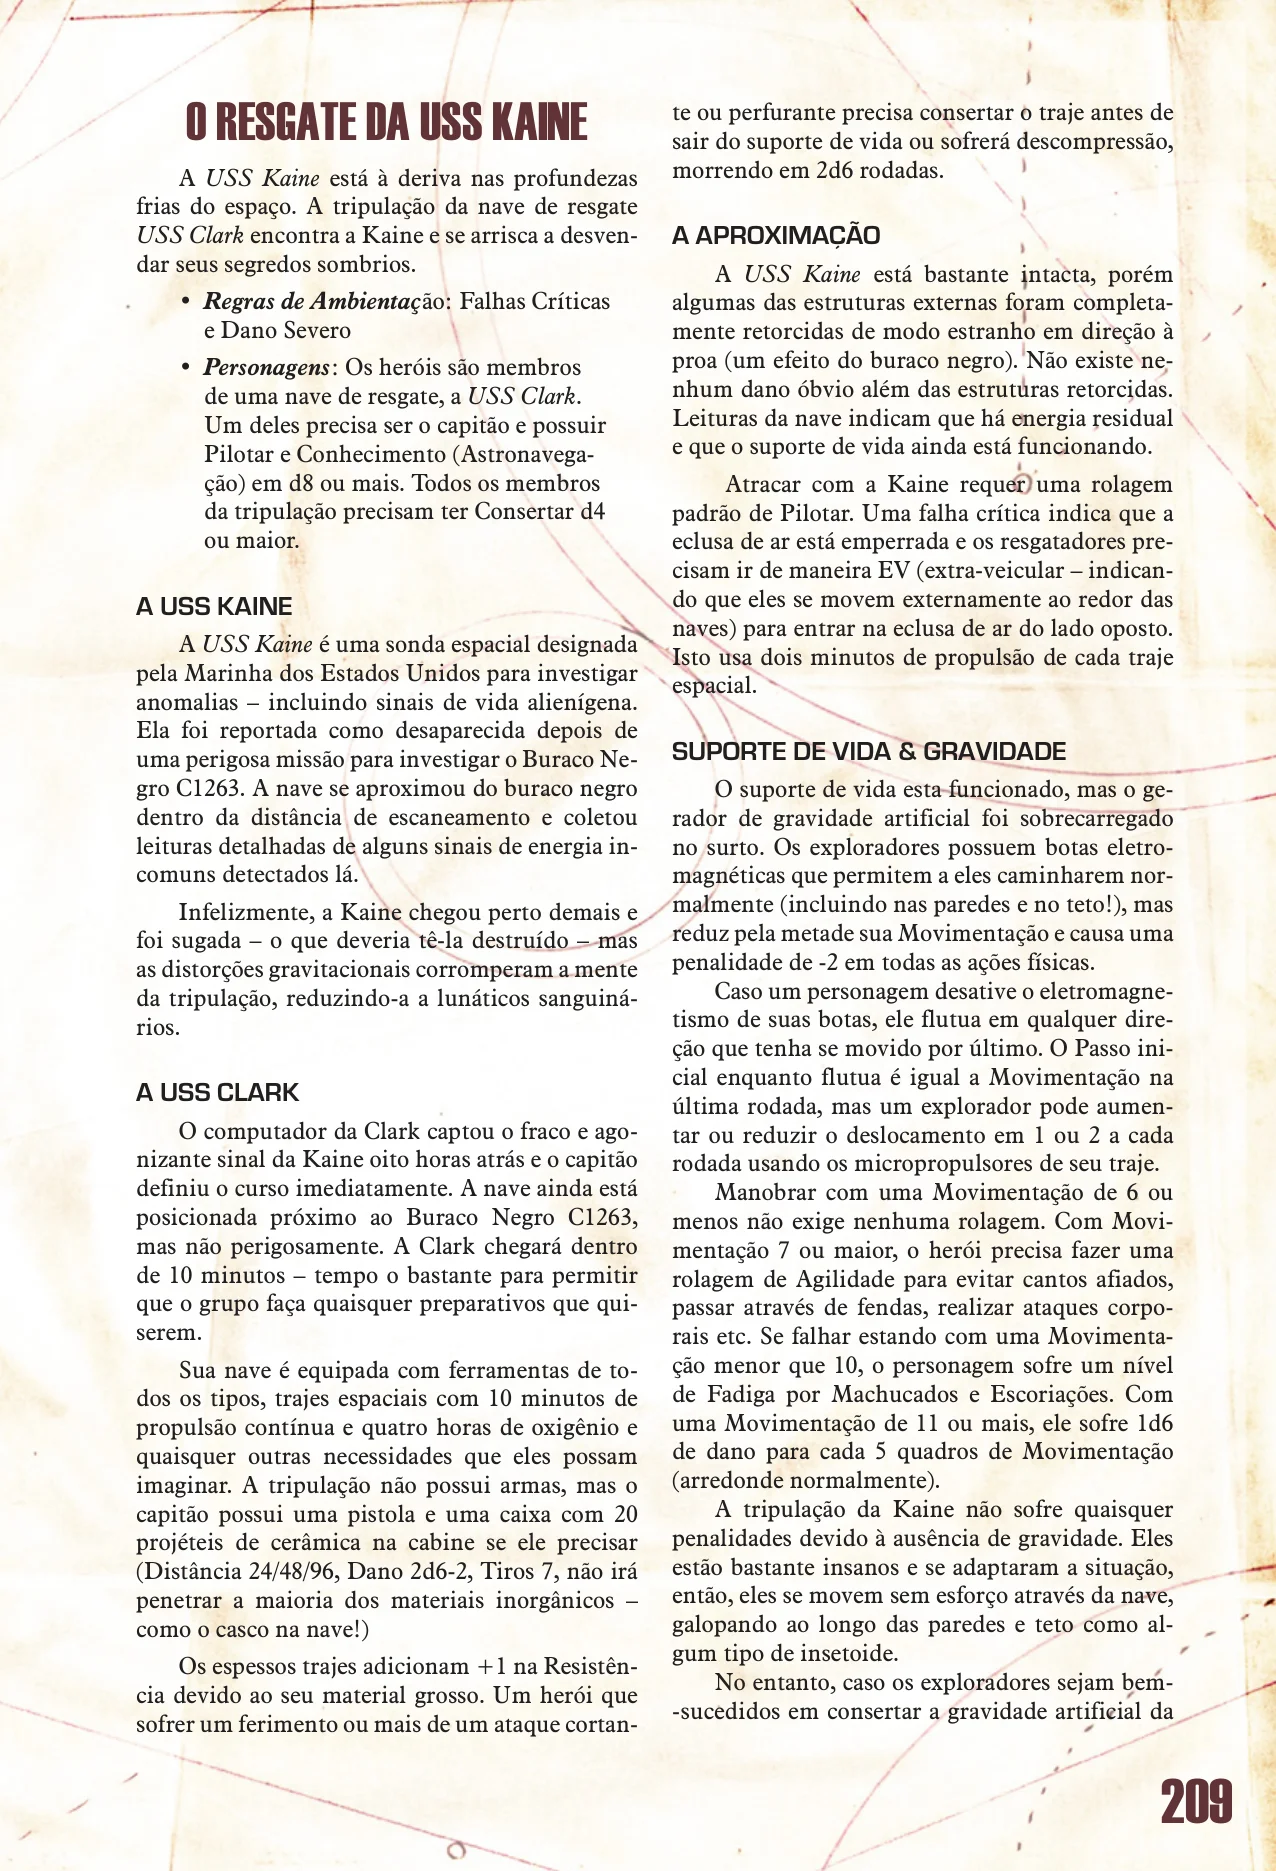 O RESGATE DA USS KAINE
A USS Kaine está à deriva nas profundezas
frias do espaço. A tripulação da nave de resgate
USS Clark encontra a Kaine e se arrisca a desven-
dar seus segredos sombrios.
• Regras de Ambientação: Falhas Críticas
e Dano Severo
• Personagens: Os heróis são membros
de uma nave de resgate, a USS Clark.
Um deles precisa ser o capitão e possuir
Pilotar e Conhecimento (Astronavega-
ção) em d8 ou mais. Todos os membros
da tripulação precisam ter Consertar d4
ou maior.
A USS KAINE
A USS Kaine é uma sonda espacial designada
pela Marinha dos Estados Unidos para investigar
anomalias – incluindo sinais de vida alienígena.
Ela foi reportada como desaparecida depois de
uma perigosa missão para investigar o Buraco Ne-
gro C1263. A nave se aproximou do buraco negro
dentro da distância de escaneamento e coletou
leituras detalhadas de alguns sinais de energia in-
comuns detectados lá.
Infelizmente, a Kaine chegou perto demais e
foi sugada – o que deveria tê-la destruído – mas
as distorções gravitacionais corromperam a mente
da tripulação, reduzindo-a a lunáticos sanguiná-
rios.
A USS CLARK
O computador da Clark captou o fraco e ago-
nizante sinal da Kaine oito horas atrás e o capitão
definiu o curso imediatamente. A nave ainda está
posicionada próximo ao Buraco Negro C1263,
mas não perigosamente. A Clark chegará dentro
de 10 minutos – tempo o bastante para permitir
que o grupo faça quaisquer preparativos que qui-
serem.
Sua nave é equipada com ferramentas de to-
dos os tipos, trajes espaciais com 10 minutos de
propulsão contínua e quatro horas de oxigênio e
quaisquer outras necessidades que eles possam
imaginar. A tripulação não possui armas, mas o
capitão possui uma pistola e uma caixa com 20
projéteis de cerâmica na cabine se ele precisar
(Distância 24/48/96, Dano 2d6-2, Tiros 7, não irá
penetrar a maioria dos materiais inorgânicos –
como o casco na nave!)
Os espessos trajes adicionam +1 na Resistên-
cia devido ao seu material grosso. Um herói que
sofrer um ferimento ou mais de um ataque cortan-
te ou perfurante precisa consertar o traje antes de
sair do suporte de vida ou sofrerá descompressão,
morrendo em 2d6 rodadas.
A APROXIMAÇÃO
A USS Kaine está bastante intacta, porém
algumas das estruturas externas foram completa-
mente retorcidas de modo estranho em direção à
proa (um efeito do buraco negro). Não existe ne-
nhum dano óbvio além das estruturas retorcidas.
Leituras da nave indicam que há energia residual
e que o suporte de vida ainda está funcionando.
Atracar com a Kaine requer uma rolagem
padrão de Pilotar. Uma falha crítica indica que a
eclusa de ar está emperrada e os resgatadores pre-
cisam ir de maneira EV (extra-veicular – indican-
do que eles se movem externamente ao redor das
naves) para entrar na eclusa de ar do lado oposto.
Isto usa dois minutos de propulsão de cada traje
espacial.
SUPORTE DE VIDA & GRAVIDADE
O suporte de vida esta funcionado, mas o ge-
rador de gravidade artificial foi sobrecarregado
no surto. Os exploradores possuem botas eletro-
magnéticas que permitem a eles caminharem nor-
malmente (incluindo nas paredes e no teto!), mas
reduz pela metade sua Movimentação e causa uma
penalidade de -2 em todas as ações físicas.
Caso um personagem desative o eletromagne-
tismo de suas botas, ele flutua em qualquer dire-
ção que tenha se movido por último. O Passo ini-
cial enquanto flutua é igual a Movimentação na
última rodada, mas um explorador pode aumen-
tar ou reduzir o deslocamento em 1 ou 2 a cada
rodada usando os micropropulsores de seu traje.
Manobrar com uma Movimentação de 6 ou
menos não exige nenhuma rolagem. Com Movi-
mentação 7 ou maior, o herói precisa fazer uma
rolagem de Agilidade para evitar cantos afiados,
passar através de fendas, realizar ataques corpo-
rais etc. Se falhar estando com uma Movimenta-
ção menor que 10, o personagem sofre um nível
de Fadiga por Machucados e Escoriações. Com
uma Movimentação de 11 ou mais, ele sofre 1d6
de dano para cada 5 quadros de Movimentação
(arredonde normalmente).
A tripulação da Kaine não sofre quaisquer
penalidades devido à ausência de gravidade. Eles
estão bastante insanos e se adaptaram a situação,
então, eles se movem sem esforço através da nave,
galopando ao longo das paredes e teto como al-
gum tipo de insetoide.
No entanto, caso os exploradores sejam bem-
-sucedidos em consertar a gravidade artificial da
209